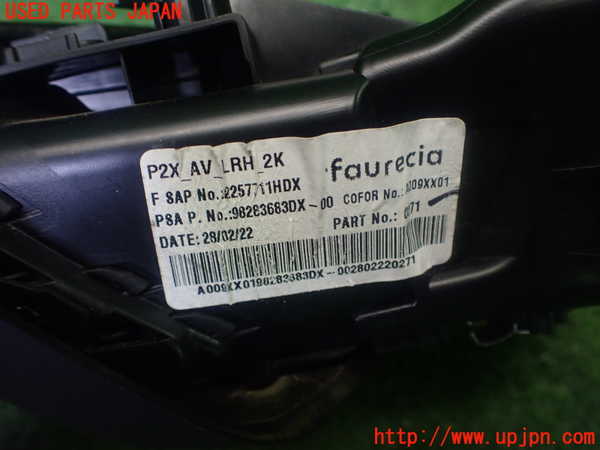 USED PARTS JAPAN
P2X_AV_LRH_2K
faurecia
F SAP No.:2257711HDX
PSA P. No.:98283683DX-00 COFOR No.:A009XX01
DATE: 28/02/22 PART No.: 0271
A009XX0198283683DX-002802220271
http://www.upjpn.com/